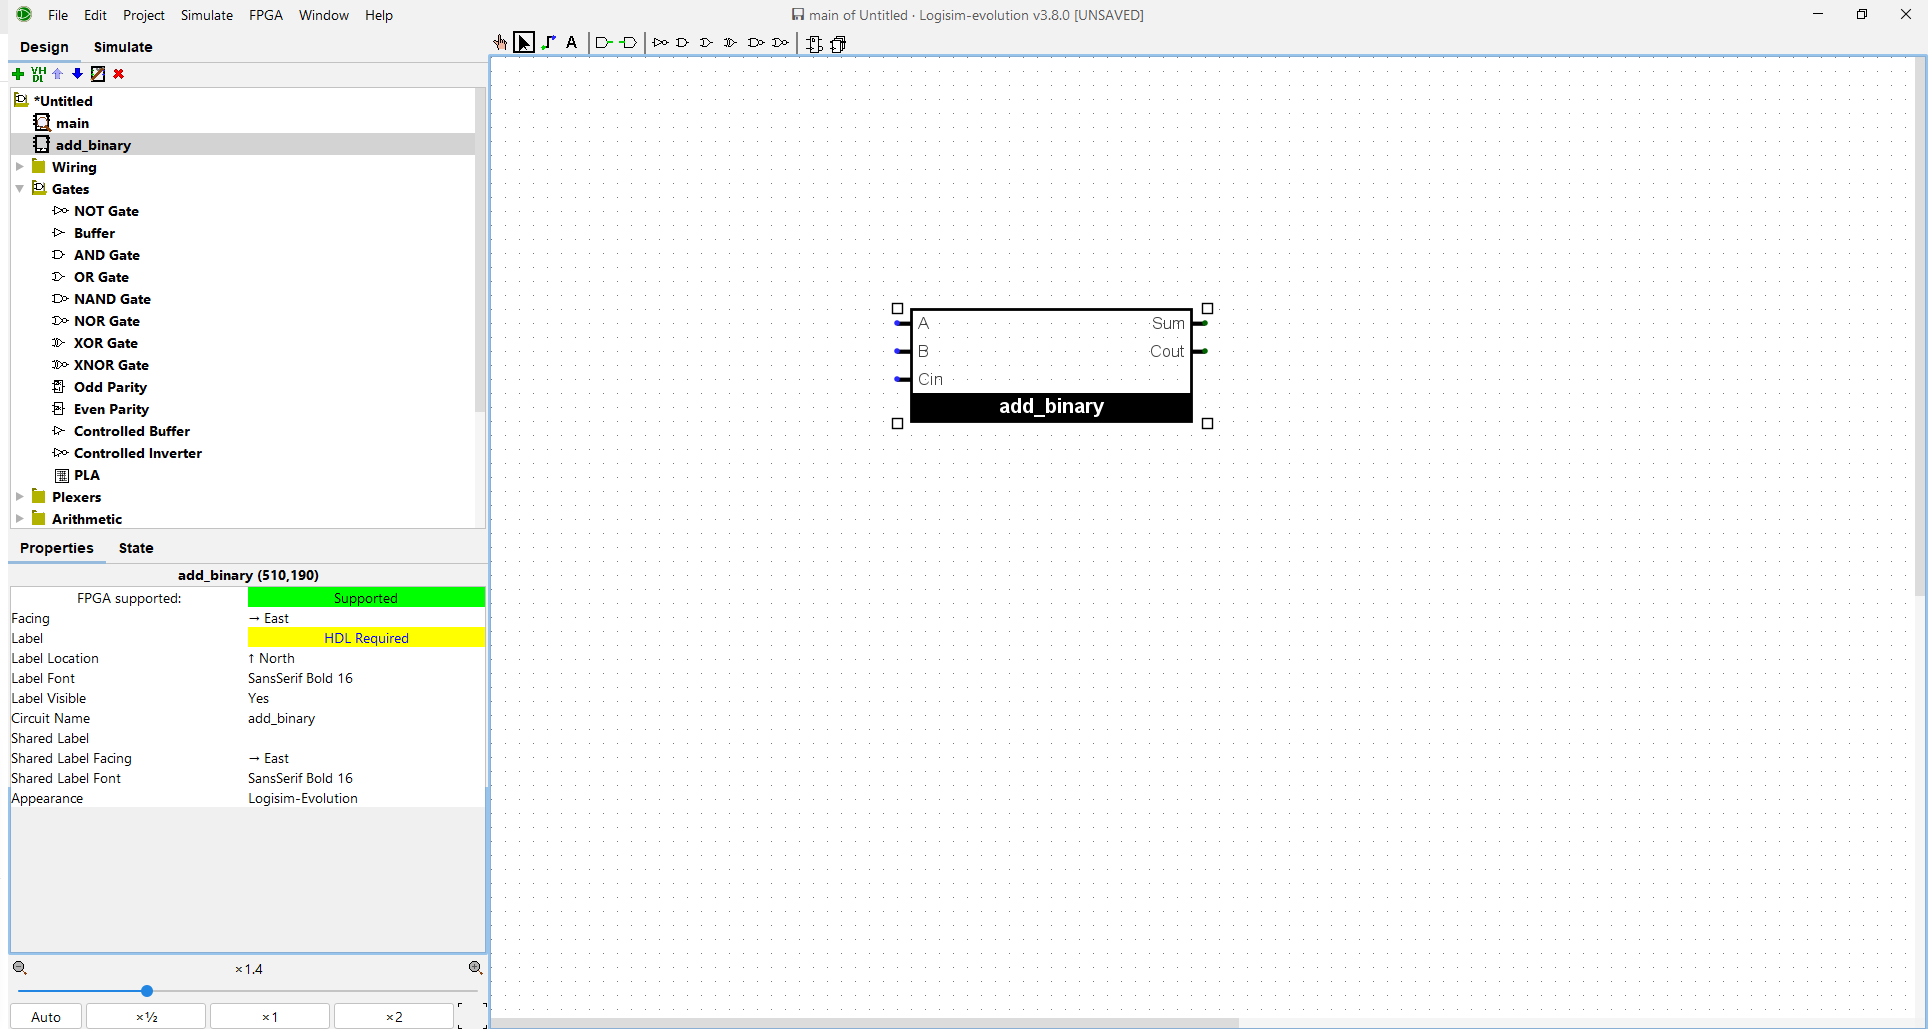 File Edit Project Simulate FPGA Window Help
main of Untitled · Logisim-evolution v3.8.0 [UNSAVED]
Design Simulate
A
VH
DL
*Untitled
main
add_binary
Wiring
Gates
NOT Gate
Buffer
AND Gate
OR Gate
NAND Gate
NOR Gate
XOR Gate
XNOR Gate
Odd Parity
Even Parity
Controlled Buffer
Controlled Inverter
PLA
Plexers
Arithmetic
Properties State
add_binary (510,190)
FPGA supported: Supported
Facing → East
Label HDL Required
Label Location ↑ North
Label Font SansSerif Bold 16
Label Visible Yes
Circuit Name add_binary
Shared Label
Shared Label Facing → East
Shared Label Font SansSerif Bold 16
Appearance Logisim-Evolution
×1.4
Auto ×½ ×1 ×2
A Sum
B Cout
Cin
add_binary